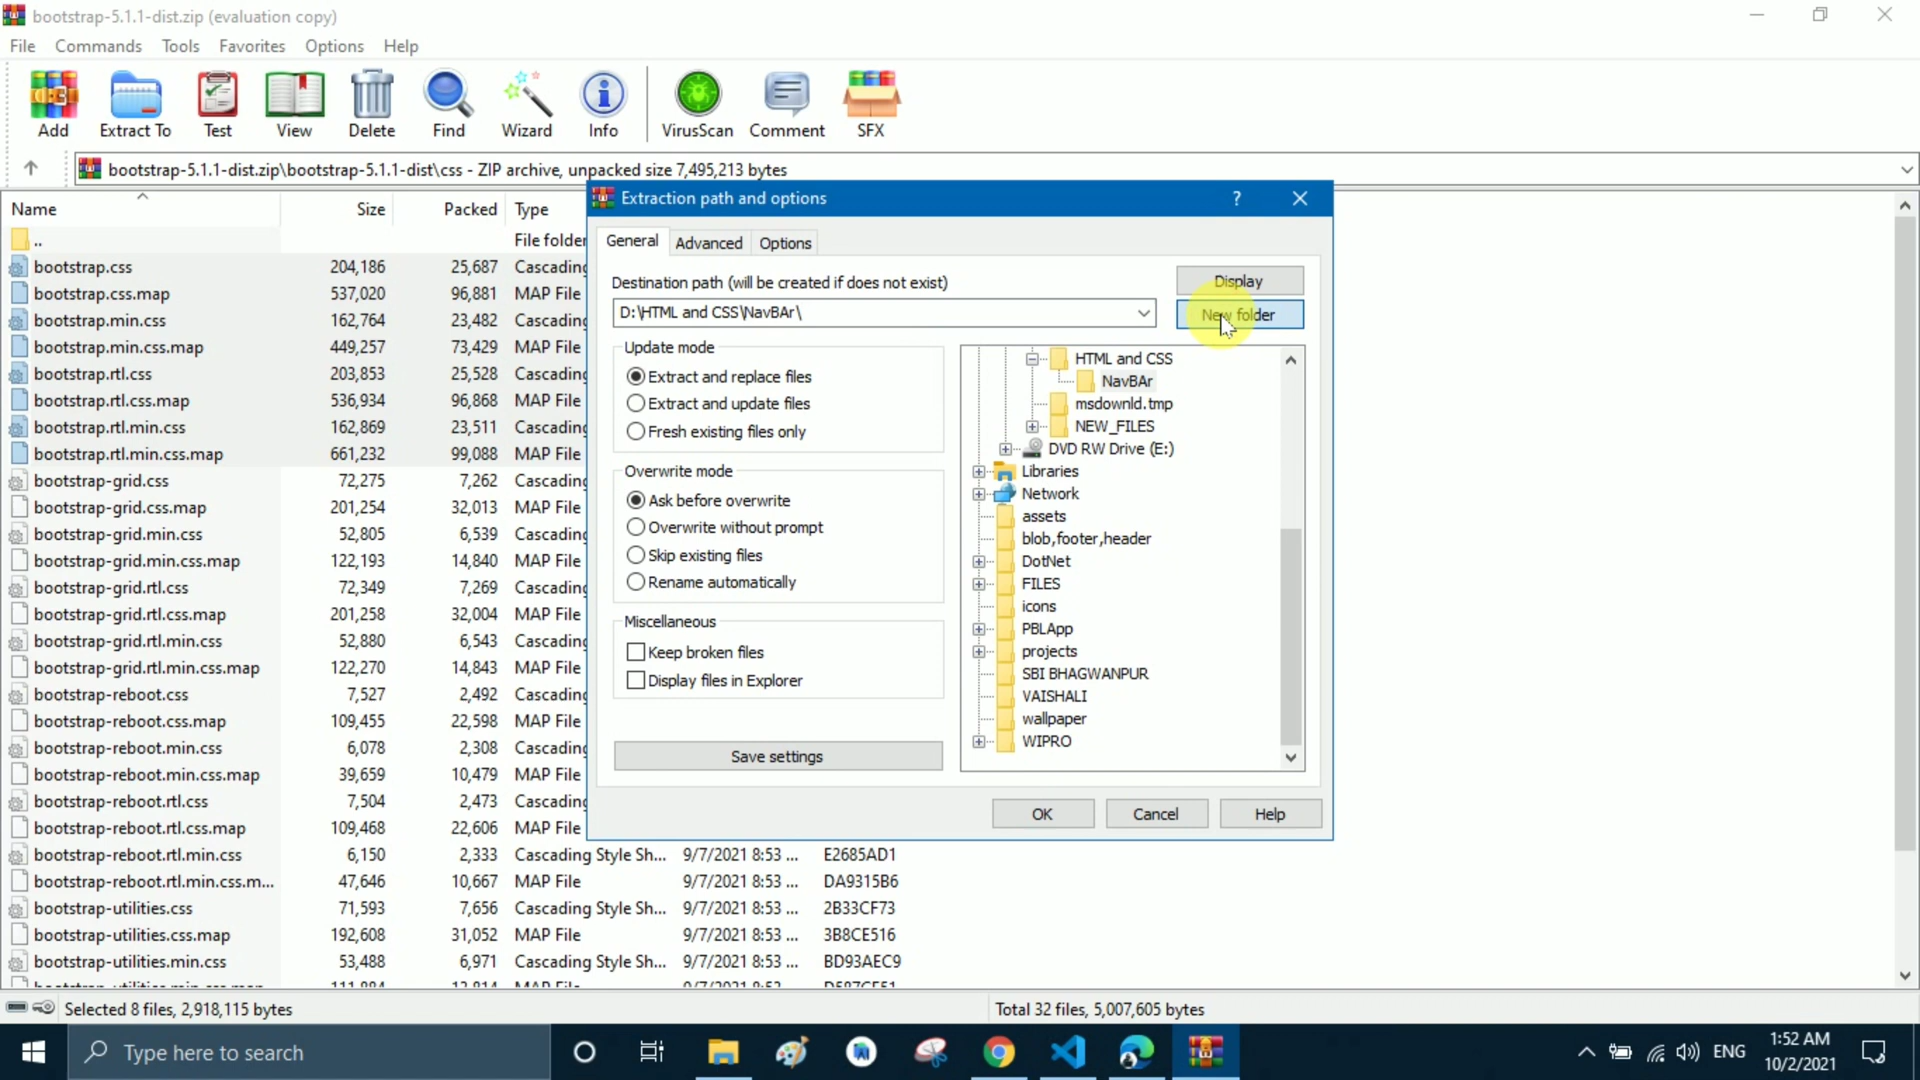 bootstrap-5.1.1-dist.zip (evaluation copy)
File Commands Tools Favorites Options Help
Add Extract To Test View Delete Find Wizard Info VirusScan Comment SFX
bootstrap-5.1.1-dist.zip\bootstrap-5.1.1-dist\css - ZIP archive, unpacked size 7,495,213 bytes
Name Size Packed Type
.. File folder
bootstrap.css 204,186 25,687 Cascading
bootstrap.css.map 537,020 96,881 MAP File
bootstrap.min.css 162,764 23,482 Cascading
bootstrap.min.css.map 449,257 73,429 MAP File
bootstrap.rtl.css 203,853 25,528 Cascading
bootstrap.rtl.css.map 536,934 96,868 MAP File
bootstrap.rtl.min.css 162,869 23,511 Cascading
bootstrap.rtl.min.css.map 661,232 99,088 MAP File
bootstrap-grid.css 72,275 7,262 Cascading
bootstrap-grid.css.map 201,254 32,013 MAP File
bootstrap-grid.min.css 52,805 6,539 Cascading
bootstrap-grid.min.css.map 122,193 14,840 MAP File
bootstrap-grid.rtl.css 72,349 7,269 Cascading
bootstrap-grid.rtl.css.map 201,258 32,004 MAP File
bootstrap-grid.rtl.min.css 52,880 6,543 Cascading
bootstrap-grid.rtl.min.css.map 122,270 14,843 MAP File
bootstrap-reboot.css 7,527 2,492 Cascading
bootstrap-reboot.css.map 109,455 22,598 MAP File
bootstrap-reboot.min.css 6,078 2,308 Cascading
bootstrap-reboot.min.css.map 39,659 10,479 MAP File
bootstrap-reboot.rtl.css 7,504 2,473 Cascading
bootstrap-reboot.rtl.css.map 109,468 22,606 MAP File
bootstrap-reboot.rtl.min.css 6,150 2,333 Cascading Style Sh... 9/7/2021 8:53 ... E2685AD1
bootstrap-reboot.rtl.min.css.m... 47,646 10,667 MAP File 9/7/2021 8:53 ... DA9315B6
bootstrap-utilities.css 71,593 7,656 Cascading Style Sh... 9/7/2021 8:53 ... 2B33CF73
bootstrap-utilities.css.map 192,608 31,052 MAP File 9/7/2021 8:53 ... 3B8CE516
bootstrap-utilities.min.css 53,488 6,971 Cascading Style Sh... 9/7/2021 8:53 ... BD93AEC9
Extraction path and options
General Advanced Options
Destination path (will be created if does not exist)
D:\HTML and CSS\NavBAr\
Display
New folder
Update mode
Extract and replace files
Extract and update files
Fresh existing files only
Overwrite mode
Ask before overwrite
Overwrite without prompt
Skip existing files
Rename automatically
Miscellaneous
Keep broken files
Display files in Explorer
Save settings
HTML and CSS
NavBAr
msdownld.tmp
NEW_FILES
DVD RW Drive (E:)
Libraries
Network
assets
blob,footer,header
DotNet
FILES
icons
PBLApp
projects
SBI BHAGWANPUR
VAISHALI
wallpaper
WIPRO
OK Cancel Help
Selected 8 files, 2,918,115 bytes Total 32 files, 5,007,605 bytes
Type here to search
ENG
1:52 AM
10/2/2021